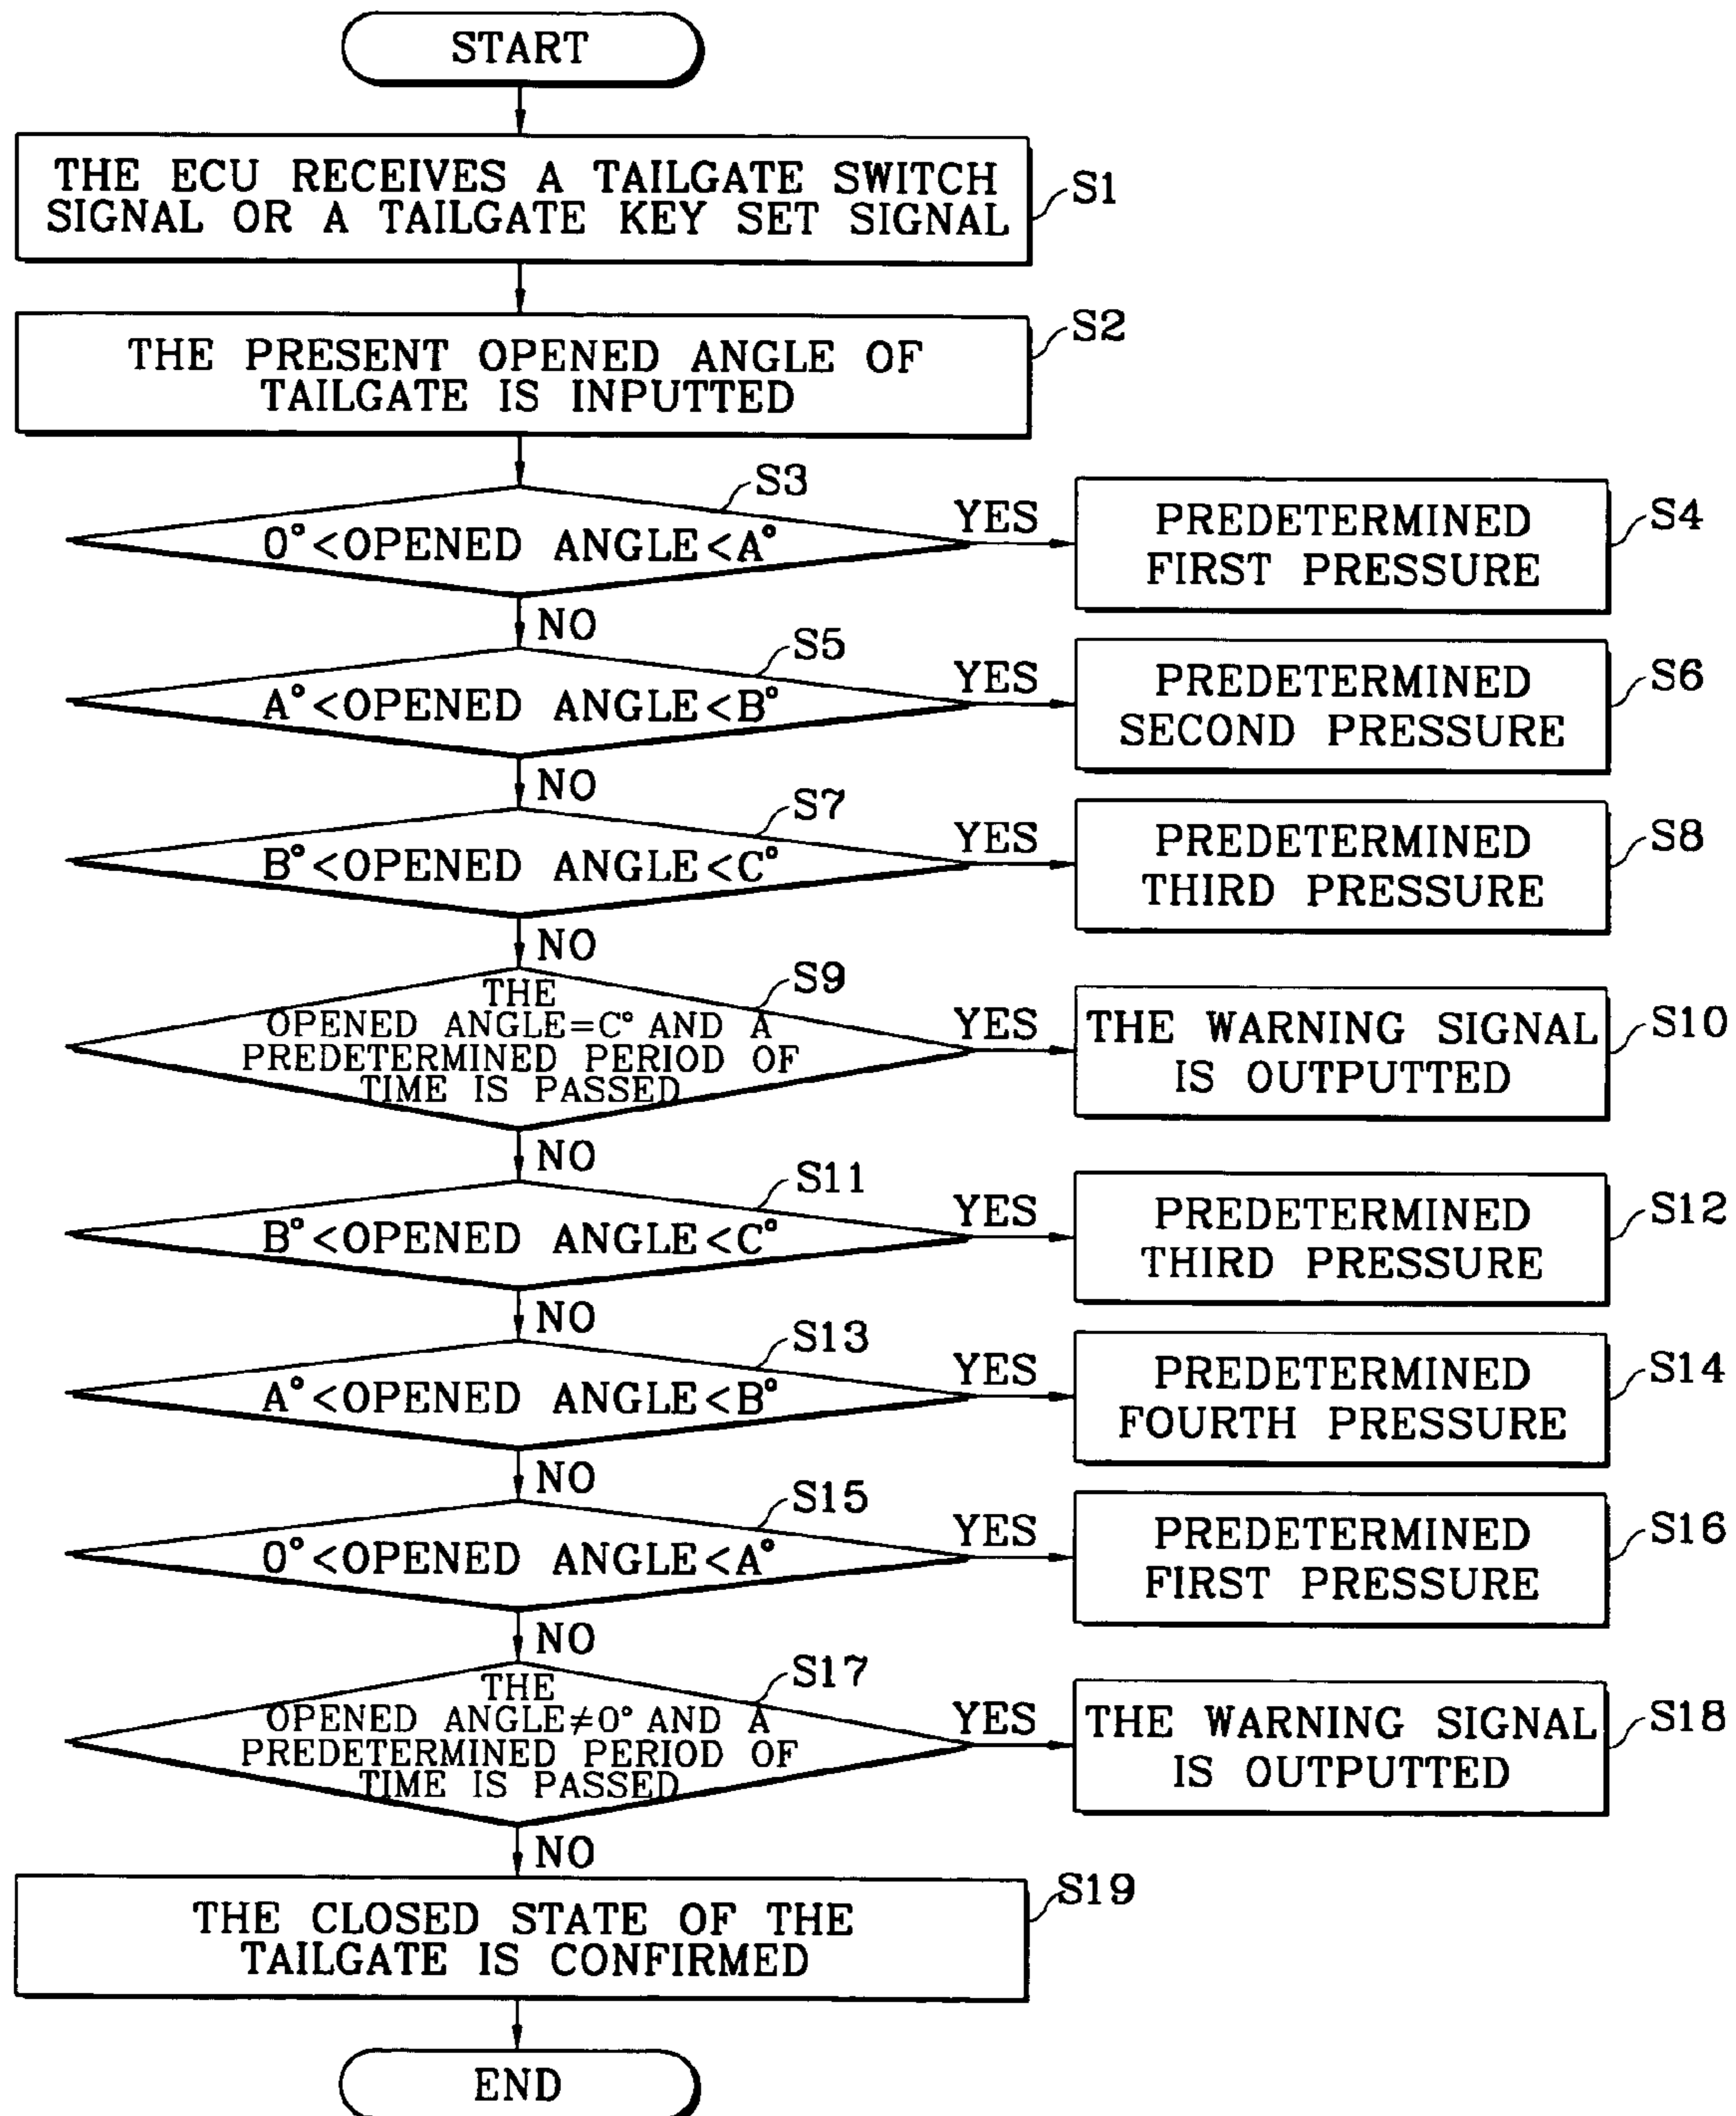 START
THE ECU RECEIVES A TAILGATE SWITCH
SIGNAL OR A TAILGATE KEY SET SIGNAL
S1
THE PRESENT OPENED ANGLE OF
TAILGATE IS INPUTTED
S2
0°<OPENED ANGLE<A°
S3
YES
PREDETERMINED
FIRST PRESSURE
S4
NO
A°<OPENED ANGLE<B°
S5
YES
PREDETERMINED
SECOND PRESSURE
S6
NO
B°<OPENED ANGLE<C°
S7
YES
PREDETERMINED
THIRD PRESSURE
S8
NO
THE
OPENED ANGLE=C° AND A
PREDETERMINED PERIOD OF
TIME IS PASSED
S9
YES
THE WARNING SIGNAL
IS OUTPUTTED
S10
NO
B°<OPENED ANGLE<C°
S11
YES
PREDETERMINED
THIRD PRESSURE
S12
NO
A°<OPENED ANGLE<B°
S13
YES
PREDETERMINED
FOURTH PRESSURE
S14
NO
0°<OPENED ANGLE<A°
S15
YES
PREDETERMINED
FIRST PRESSURE
S16
NO
THE
OPENED ANGLE≠0° AND A
PREDETERMINED PERIOD OF
TIME IS PASSED
S17
YES
THE WARNING SIGNAL
IS OUTPUTTED
S18
NO
THE CLOSED STATE OF THE
TAILGATE IS CONFIRMED
S19
END